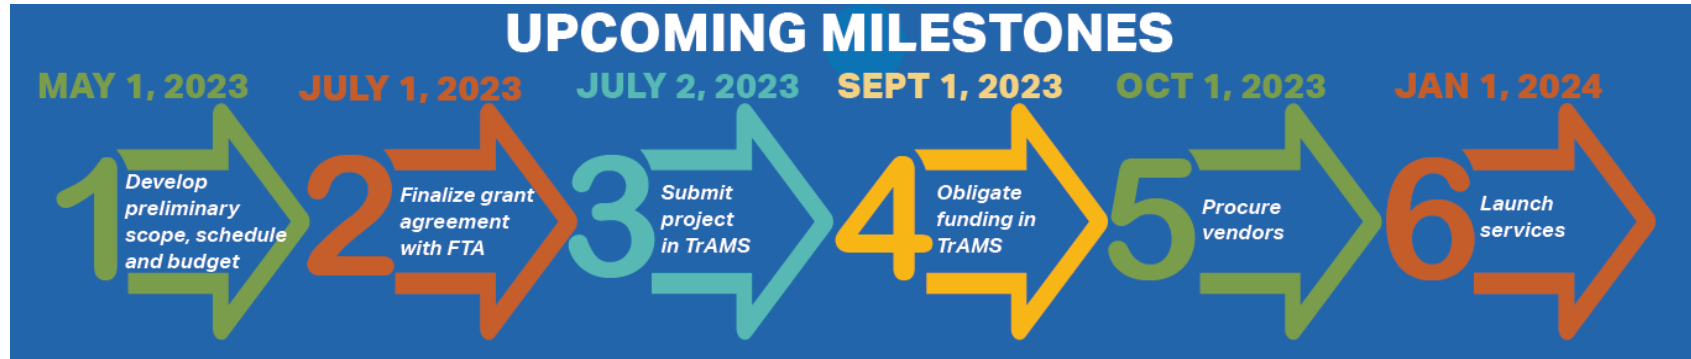 UPCOMING MILESTONES
MAY 1, 2023
1
Develop
preliminary
scope, schedule
and budget
JULY 1, 2023
2
Finalize grant
agreement
with FTA
JULY 2, 2023
3
Submit
project
in TrAMS
SEPT 1, 2023
4
Obligate
funding in
TrAMS
OCT 1, 2023
5
Procure
vendors
JAN 1, 2024
6
Launch
services